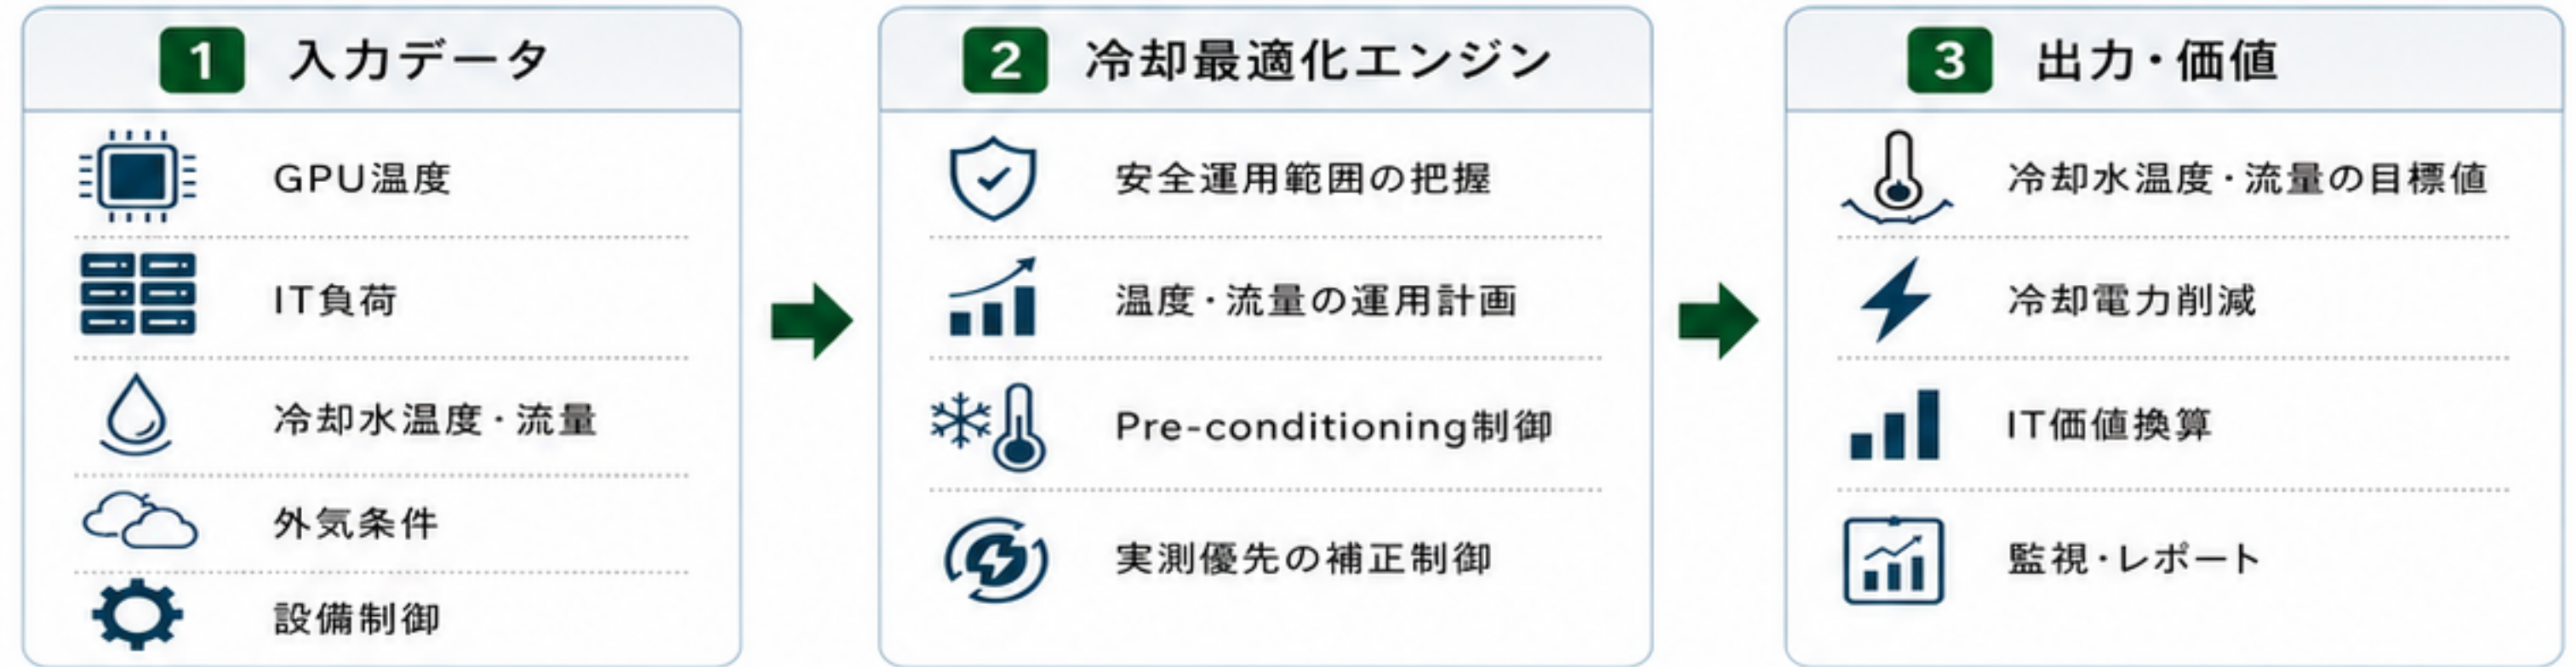 1 入力データ
GPU温度
IT負荷
冷却水温度・流量
外気条件
設備制御
2 冷却最適化エンジン
安全運用範囲の把握
温度・流量の運用計画
Pre-conditioning制御
実測優先の補正制御
3 出力・価値
冷却水温度・流量の目標値
冷却電力削減
IT価値換算
監視・レポート